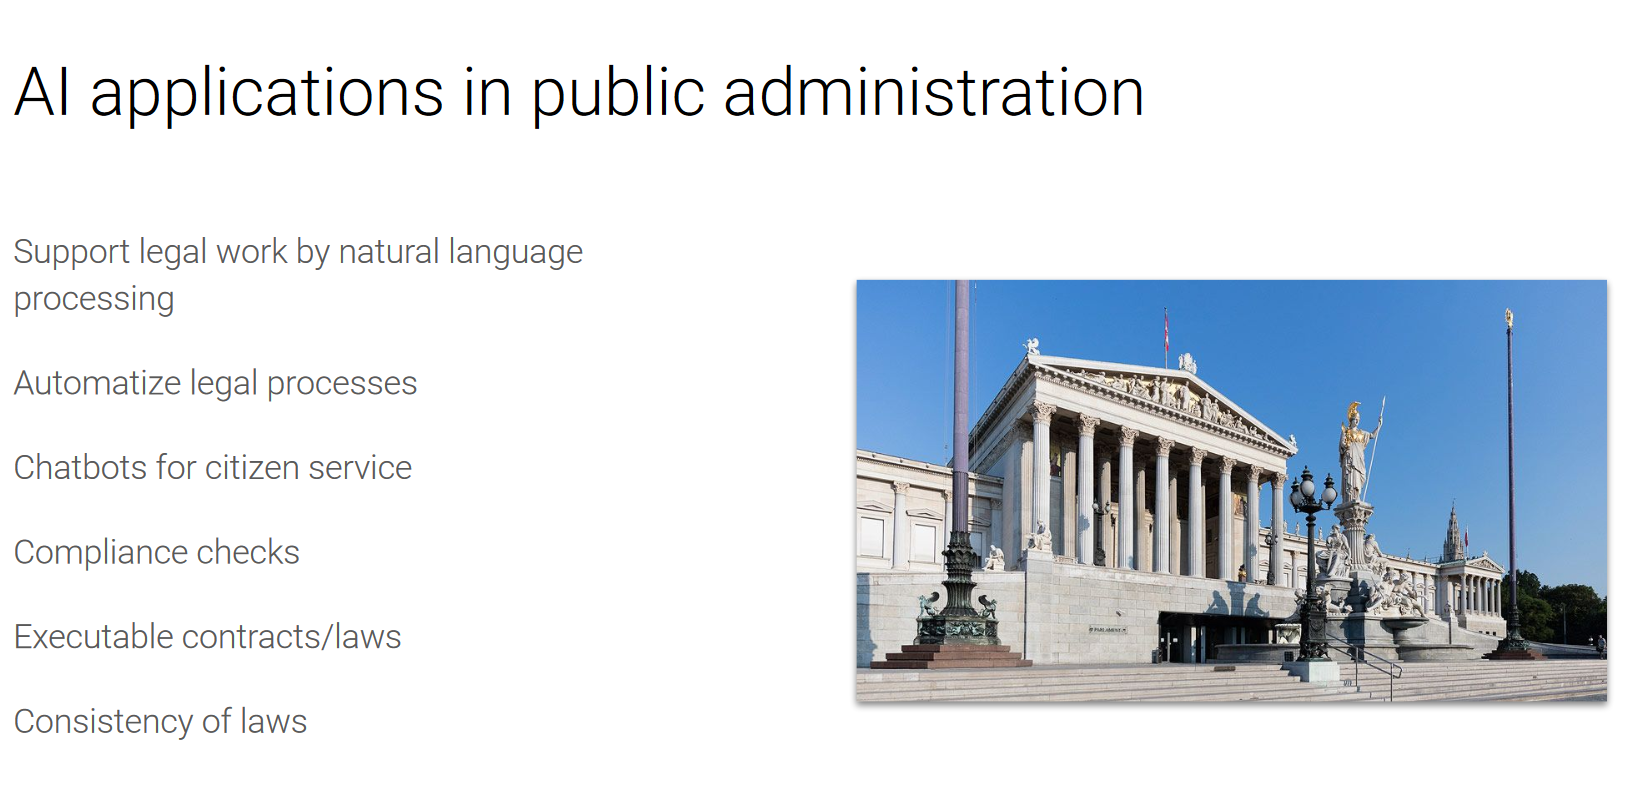 AI applications in public administration
Support legal work by natural language
processing
Automatize legal processes
Chatbots for citizen service
Compliance checks
Executable contracts/laws
Consistency of laws